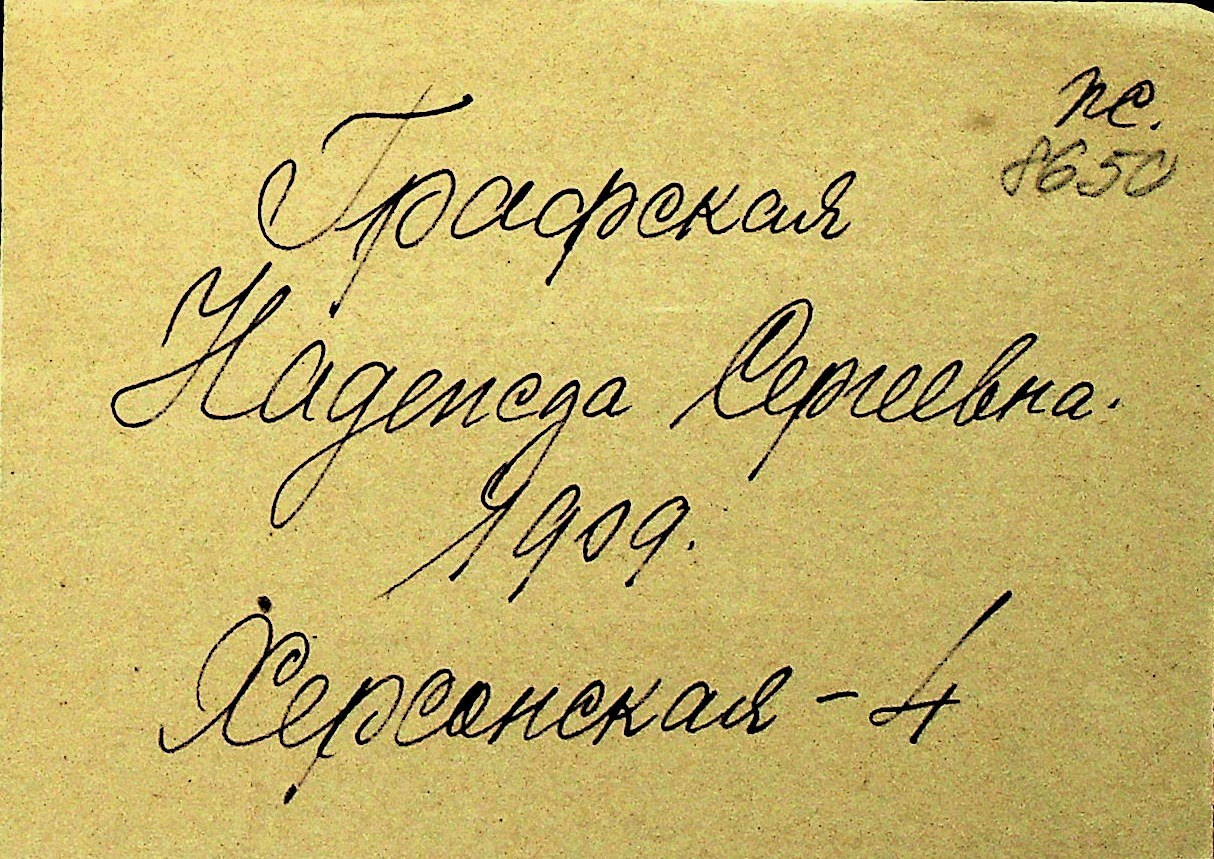 пс.
8650
Графская
Надежда Сергеевна.
1909.
Херсонская - 4